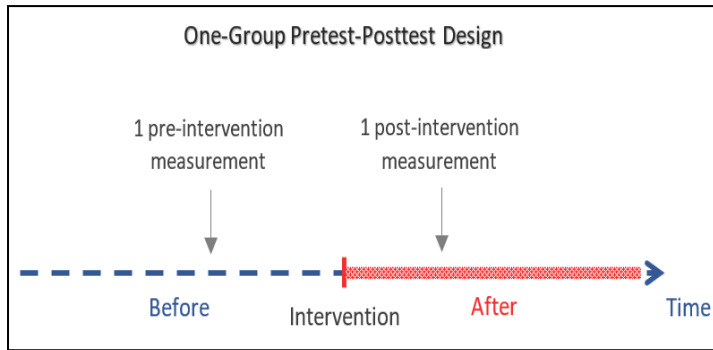 One-Group Pretest-Posttest Design
1 pre-intervention
measurement
1 post-intervention
measurement
Before
Intervention
After
Time